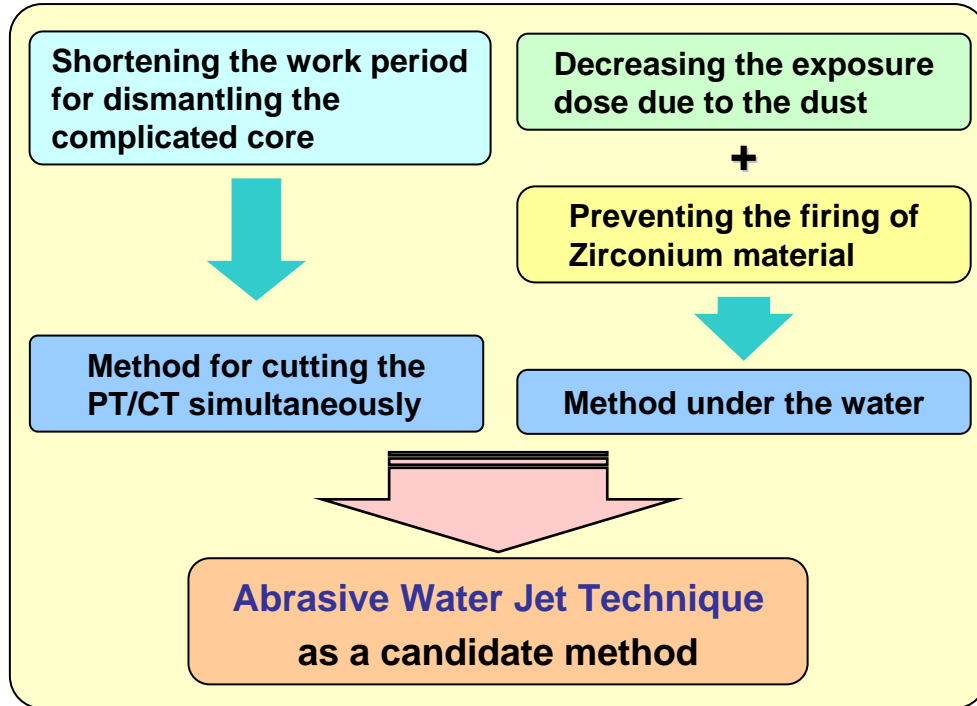 Shortening the work period
for dismantling the
complicated core
Decreasing the exposure
dose due to the dust
+
Preventing the firing of
Zirconium material
Method for cutting the
PT/CT simultaneously
Method under the water
Abrasive Water Jet Technique
as a candidate method